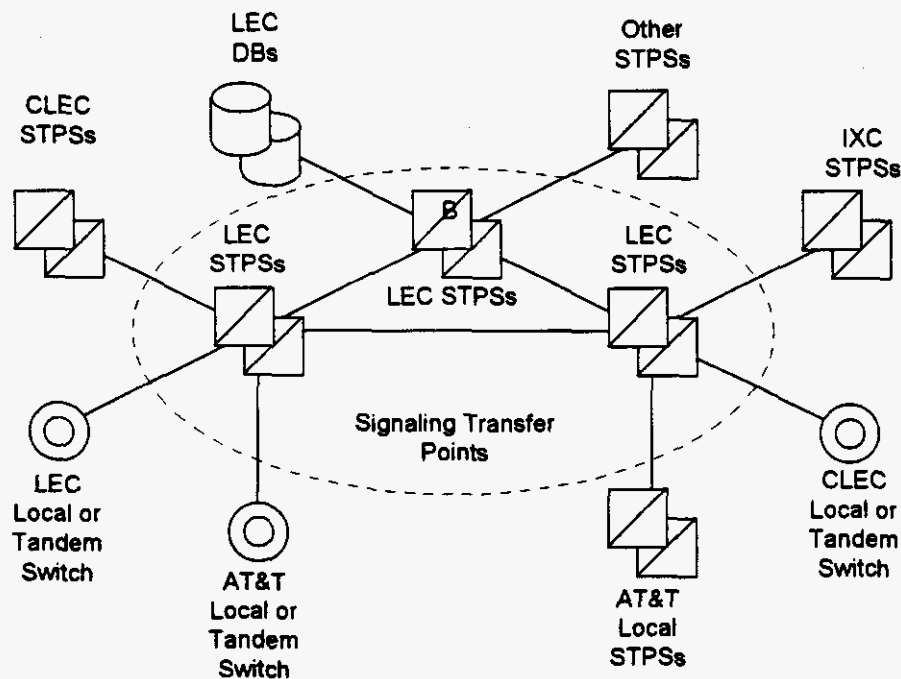 LEC
DBs
Other
STPSs
CLEC
STPSs
IXC
STPSs
B
LEC
STPSs
LEC
STPSs
LEC STPSs
Signaling Transfer
Points
LEC
Local or
Tandem
Switch
CLEC
Local or
Tandem
Switch
AT&T
Local or
Tandem
Switch
AT&T
Local
STPSs